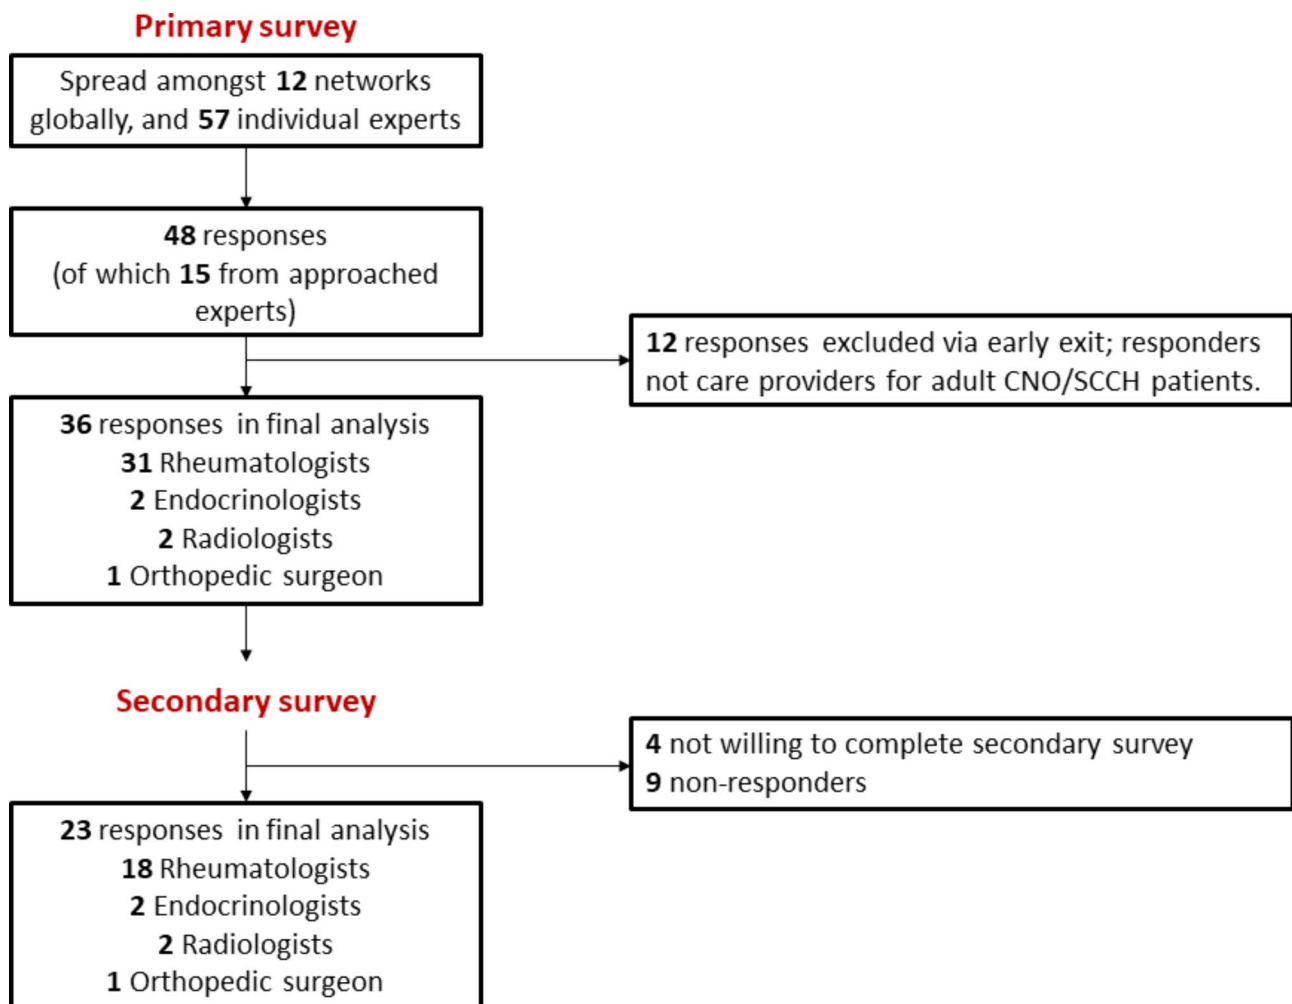 Primary survey
Spread amongst 12 networks
globally, and 57 individual experts
48 responses
(of which 15 from approached
experts)
12 responses excluded via early exit; responders
not care providers for adult CNO/SCCH patients.
36 responses in final analysis
31 Rheumatologists
2 Endocrinologists
2 Radiologists
1 Orthopedic surgeon
Secondary survey
4 not willing to complete secondary survey
9 non-responders
23 responses in final analysis
18 Rheumatologists
2 Endocrinologists
2 Radiologists
1 Orthopedic surgeon